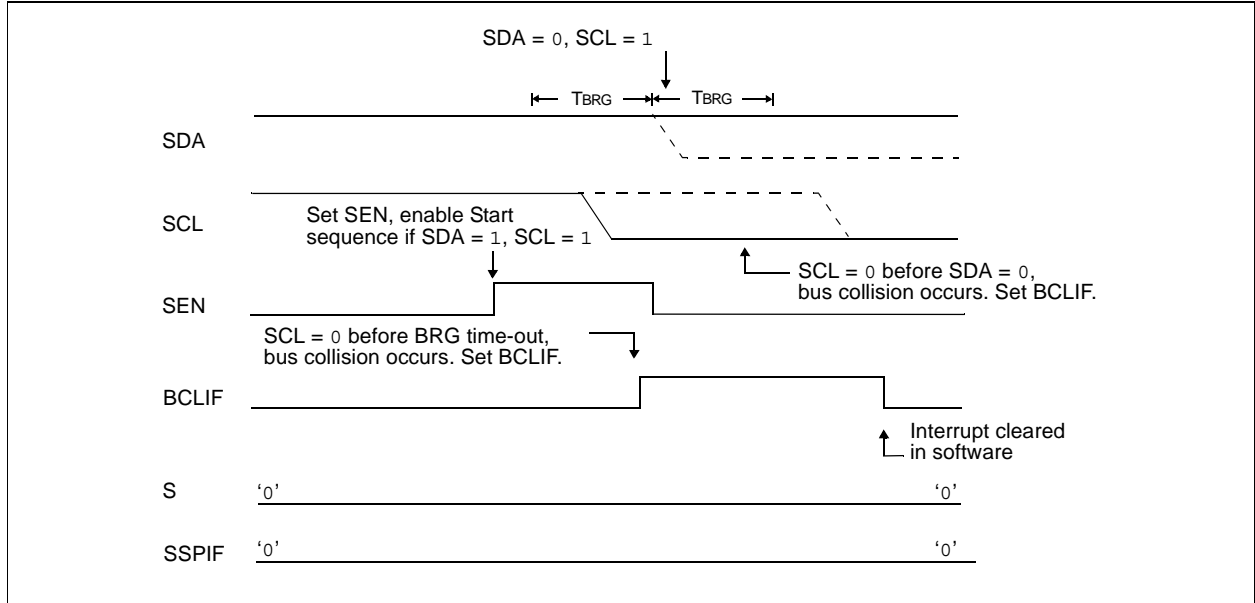 SDA = 0, SCL = 1
TBRG TBRG
SDA
SCL
Set SEN, enable Start
sequence if SDA = 1, SCL = 1
SCL = 0 before SDA = 0,
bus collision occurs. Set BCLIF.
SEN
SCL = 0 before BRG time-out,
bus collision occurs. Set BCLIF.
BCLIF
Interrupt cleared
in software
S ‘0’ ‘0’
SSPIF ‘0’ ‘0’